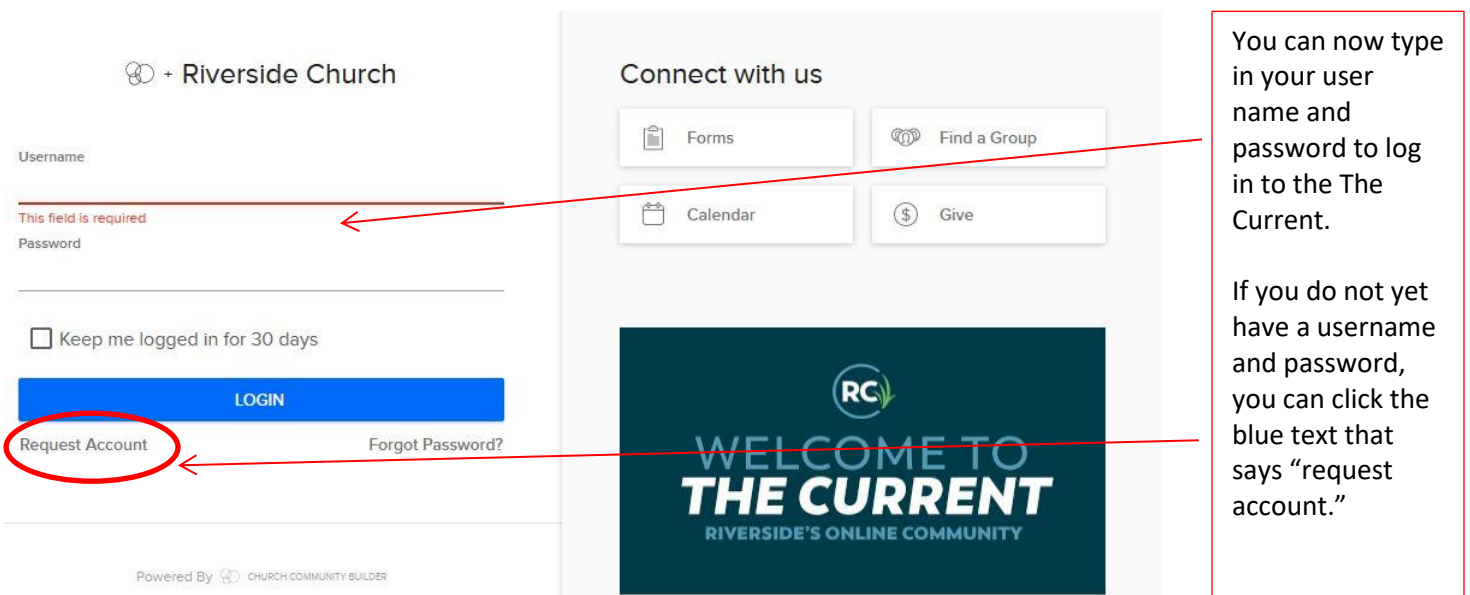 + Riverside Church
Username
This field is required
Password
Keep me logged in for 30 days
LOGIN
Request Account
Forgot Password?
Powered By CHURCH COMMUNITY BUILDER
Connect with us
Forms
Find a Group
Calendar
Give
RC
WELCOME TO
THE CURRENT
RIVERSIDE'S ONLINE COMMUNITY
You can now type
in your user
name and
password to log
in to the The
Current.
If you do not yet
have a username
and password,
you can click the
blue text that
says “request
account.”